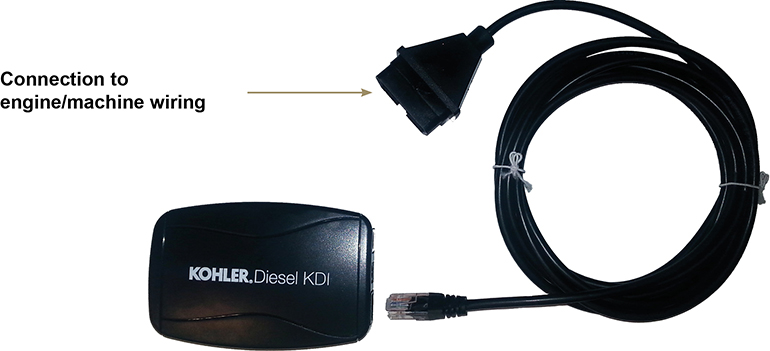 Connection to
engine/machine wiring
KOHLER.Diesel KDI